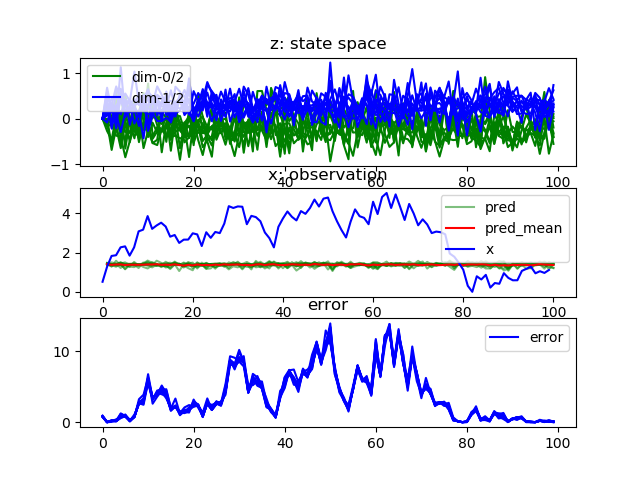 z: state space
1
0
−1
dim-0/2
dim-1/2
0 20 40 60 80 100
x: observation
4
2
0
pred
pred_mean
x
0 20 40 60 80 100
error
10
0
error
0 20 40 60 80 100